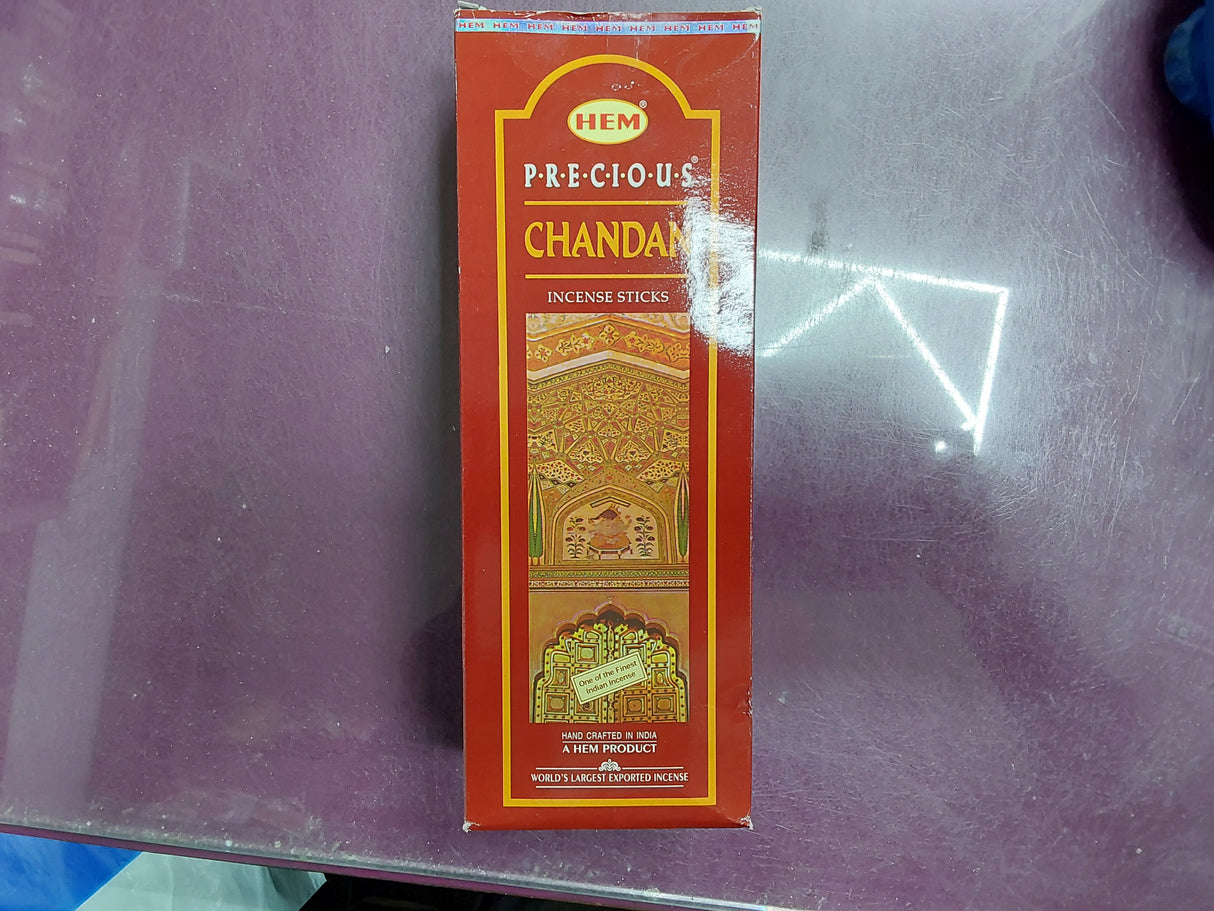 HEM HEM HEM HEM HEM HEM HEM HEM HEM
HEM®
P·R·E·C·I·O·U·S®
CHANDAN
INCENSE STICKS
One of the Finest
Indian Incense
HAND CRAFTED IN INDIA
A HEM PRODUCT
WORLD'S LARGEST EXPORTED INCENSE